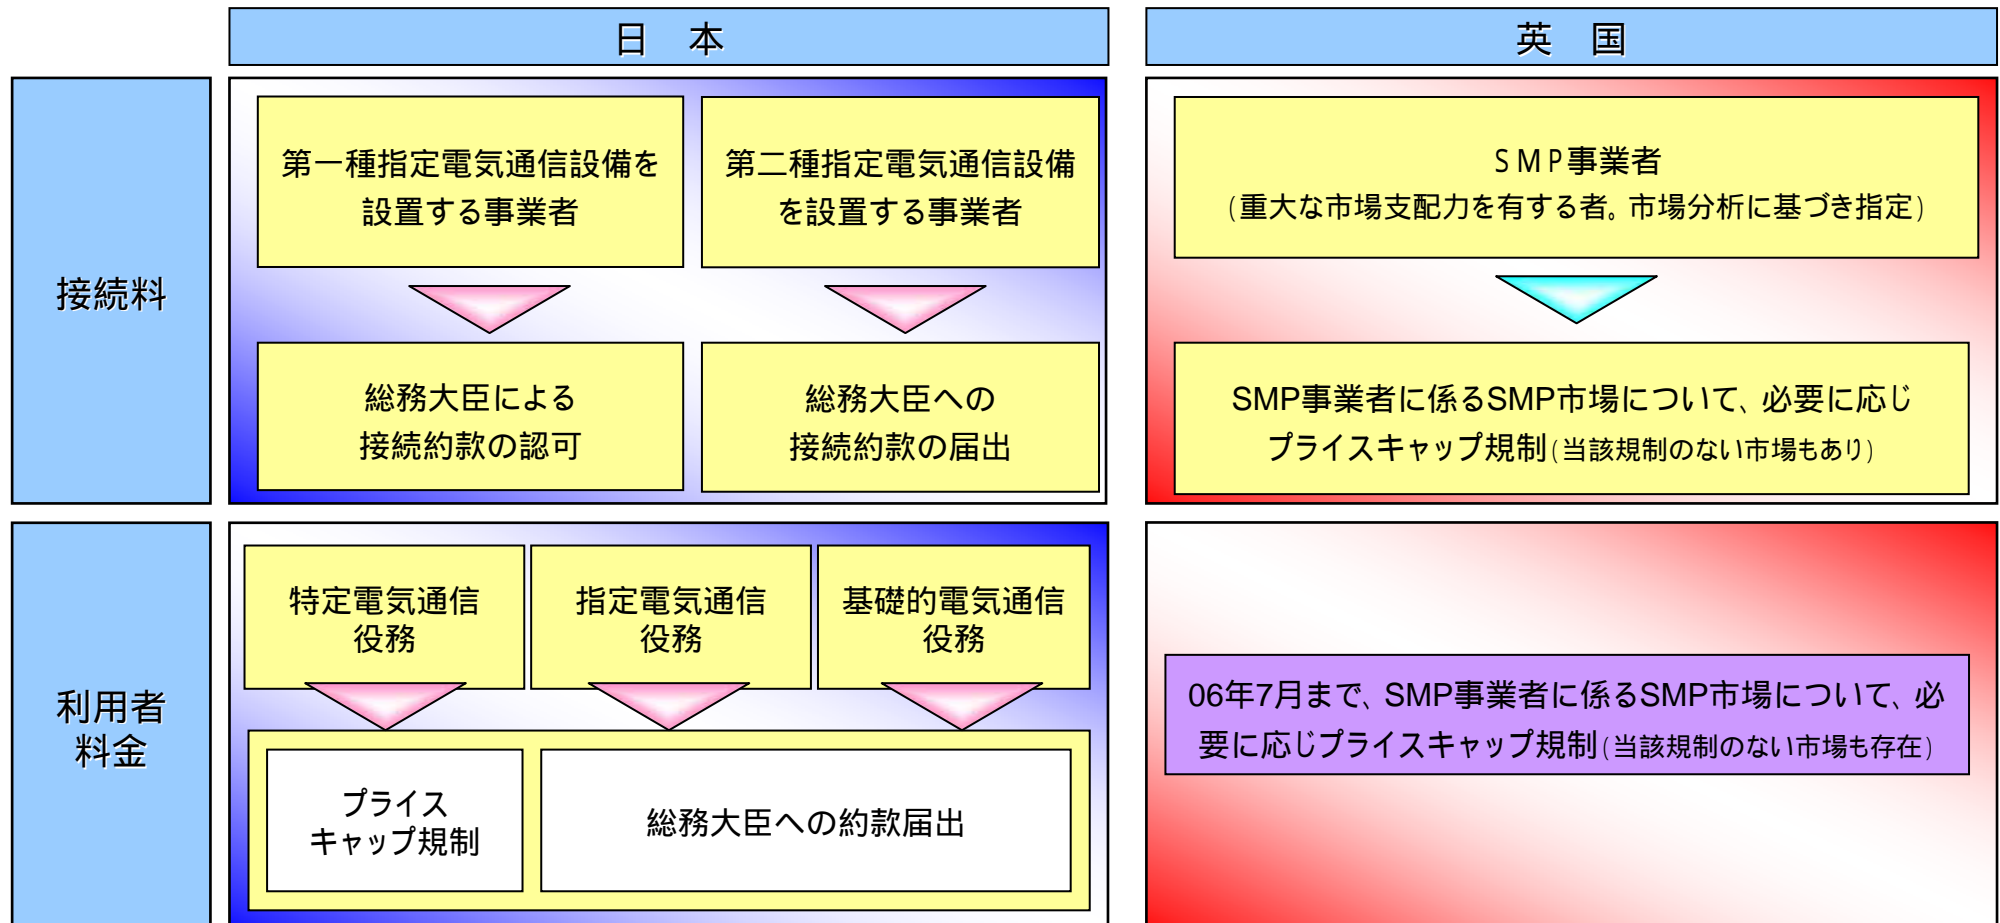 日　本
英　国
接続料
第一種指定電気通信設備を
設置する事業者
第二種指定電気通信設備
を設置する事業者
総務大臣による
接続約款の認可
総務大臣への
接続約款の届出
ＳＭＰ事業者
（重大な市場支配力を有する者。市場分析に基づき指定）
SMP事業者に係るSMP市場について、必要に応じ
プライスキャップ規制（当該規制のない市場もあり）
利用者
料金
特定電気通信
役務
指定電気通信
役務
基礎的電気通信
役務
プライス
キャップ規制
総務大臣への約款届出
06年7月まで、SMP事業者に係るSMP市場について、必
要に応じプライスキャップ規制（当該規制のない市場も存在）